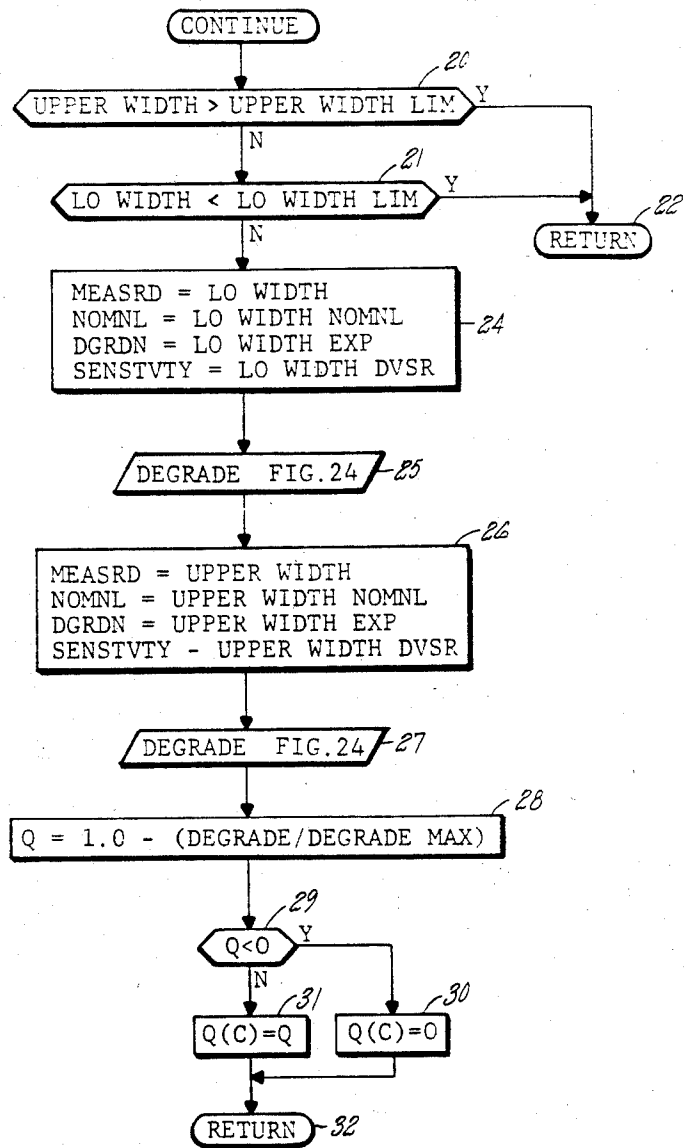 CONTINUE
20
UPPER WIDTH > UPPER WIDTH LIM
Y
N
21
LO WIDTH < LO WIDTH LIM
Y
22
N
RETURN
MEASRD = LO WIDTH
NOMNL = LO WIDTH NOMNL
DGRDN = LO WIDTH EXP
SENSTVTY = LO WIDTH DVSR
24
DEGRADE FIG.24
25
26
MEASRD = UPPER WIDTH
NOMNL = UPPER WIDTH NOMNL
DGRDN = UPPER WIDTH EXP
SENSTVTY - UPPER WIDTH DVSR
DEGRADE FIG.24
27
28
Q = 1.0 - (DEGRADE/DEGRADE MAX)
29
Q<0
Y
N
31
30
Q(C)=Q
Q(C)=0
RETURN
32